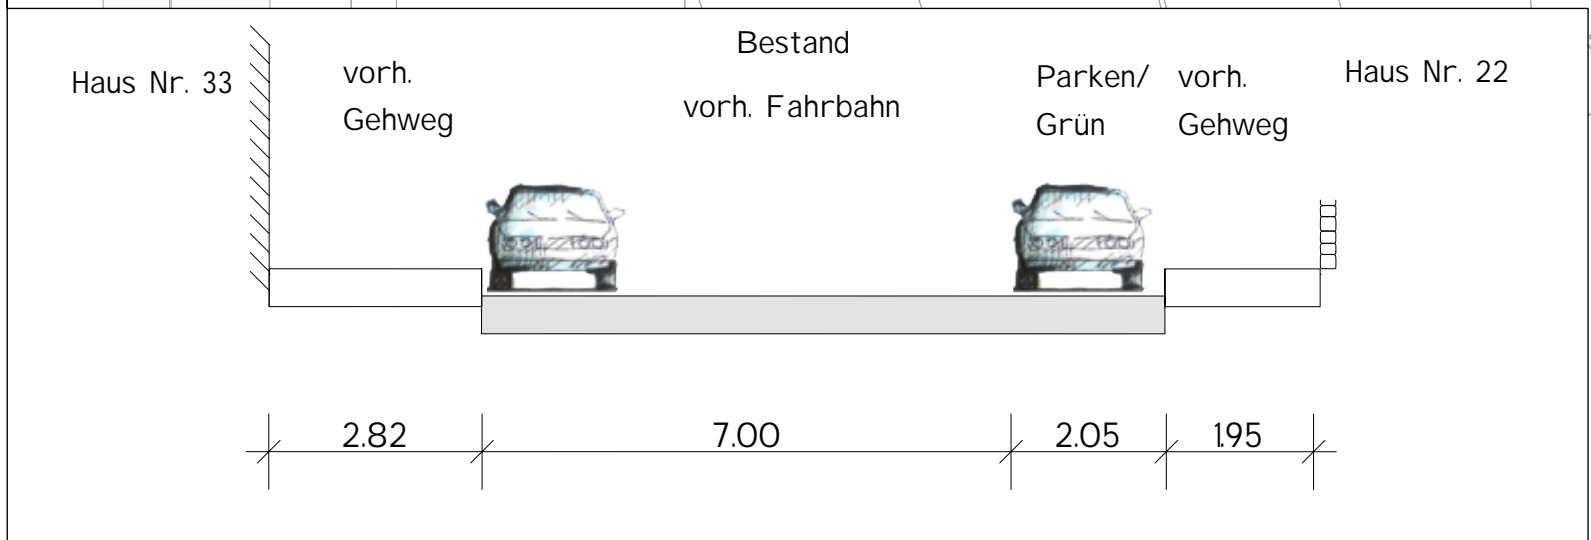 Bestand
Haus Nr. 33
vorh.
Gehweg
vorh. Fahrbahn
Parken/
Grün
vorh.
Gehweg
Haus Nr. 22
2.82
7.00
2.05
1.95